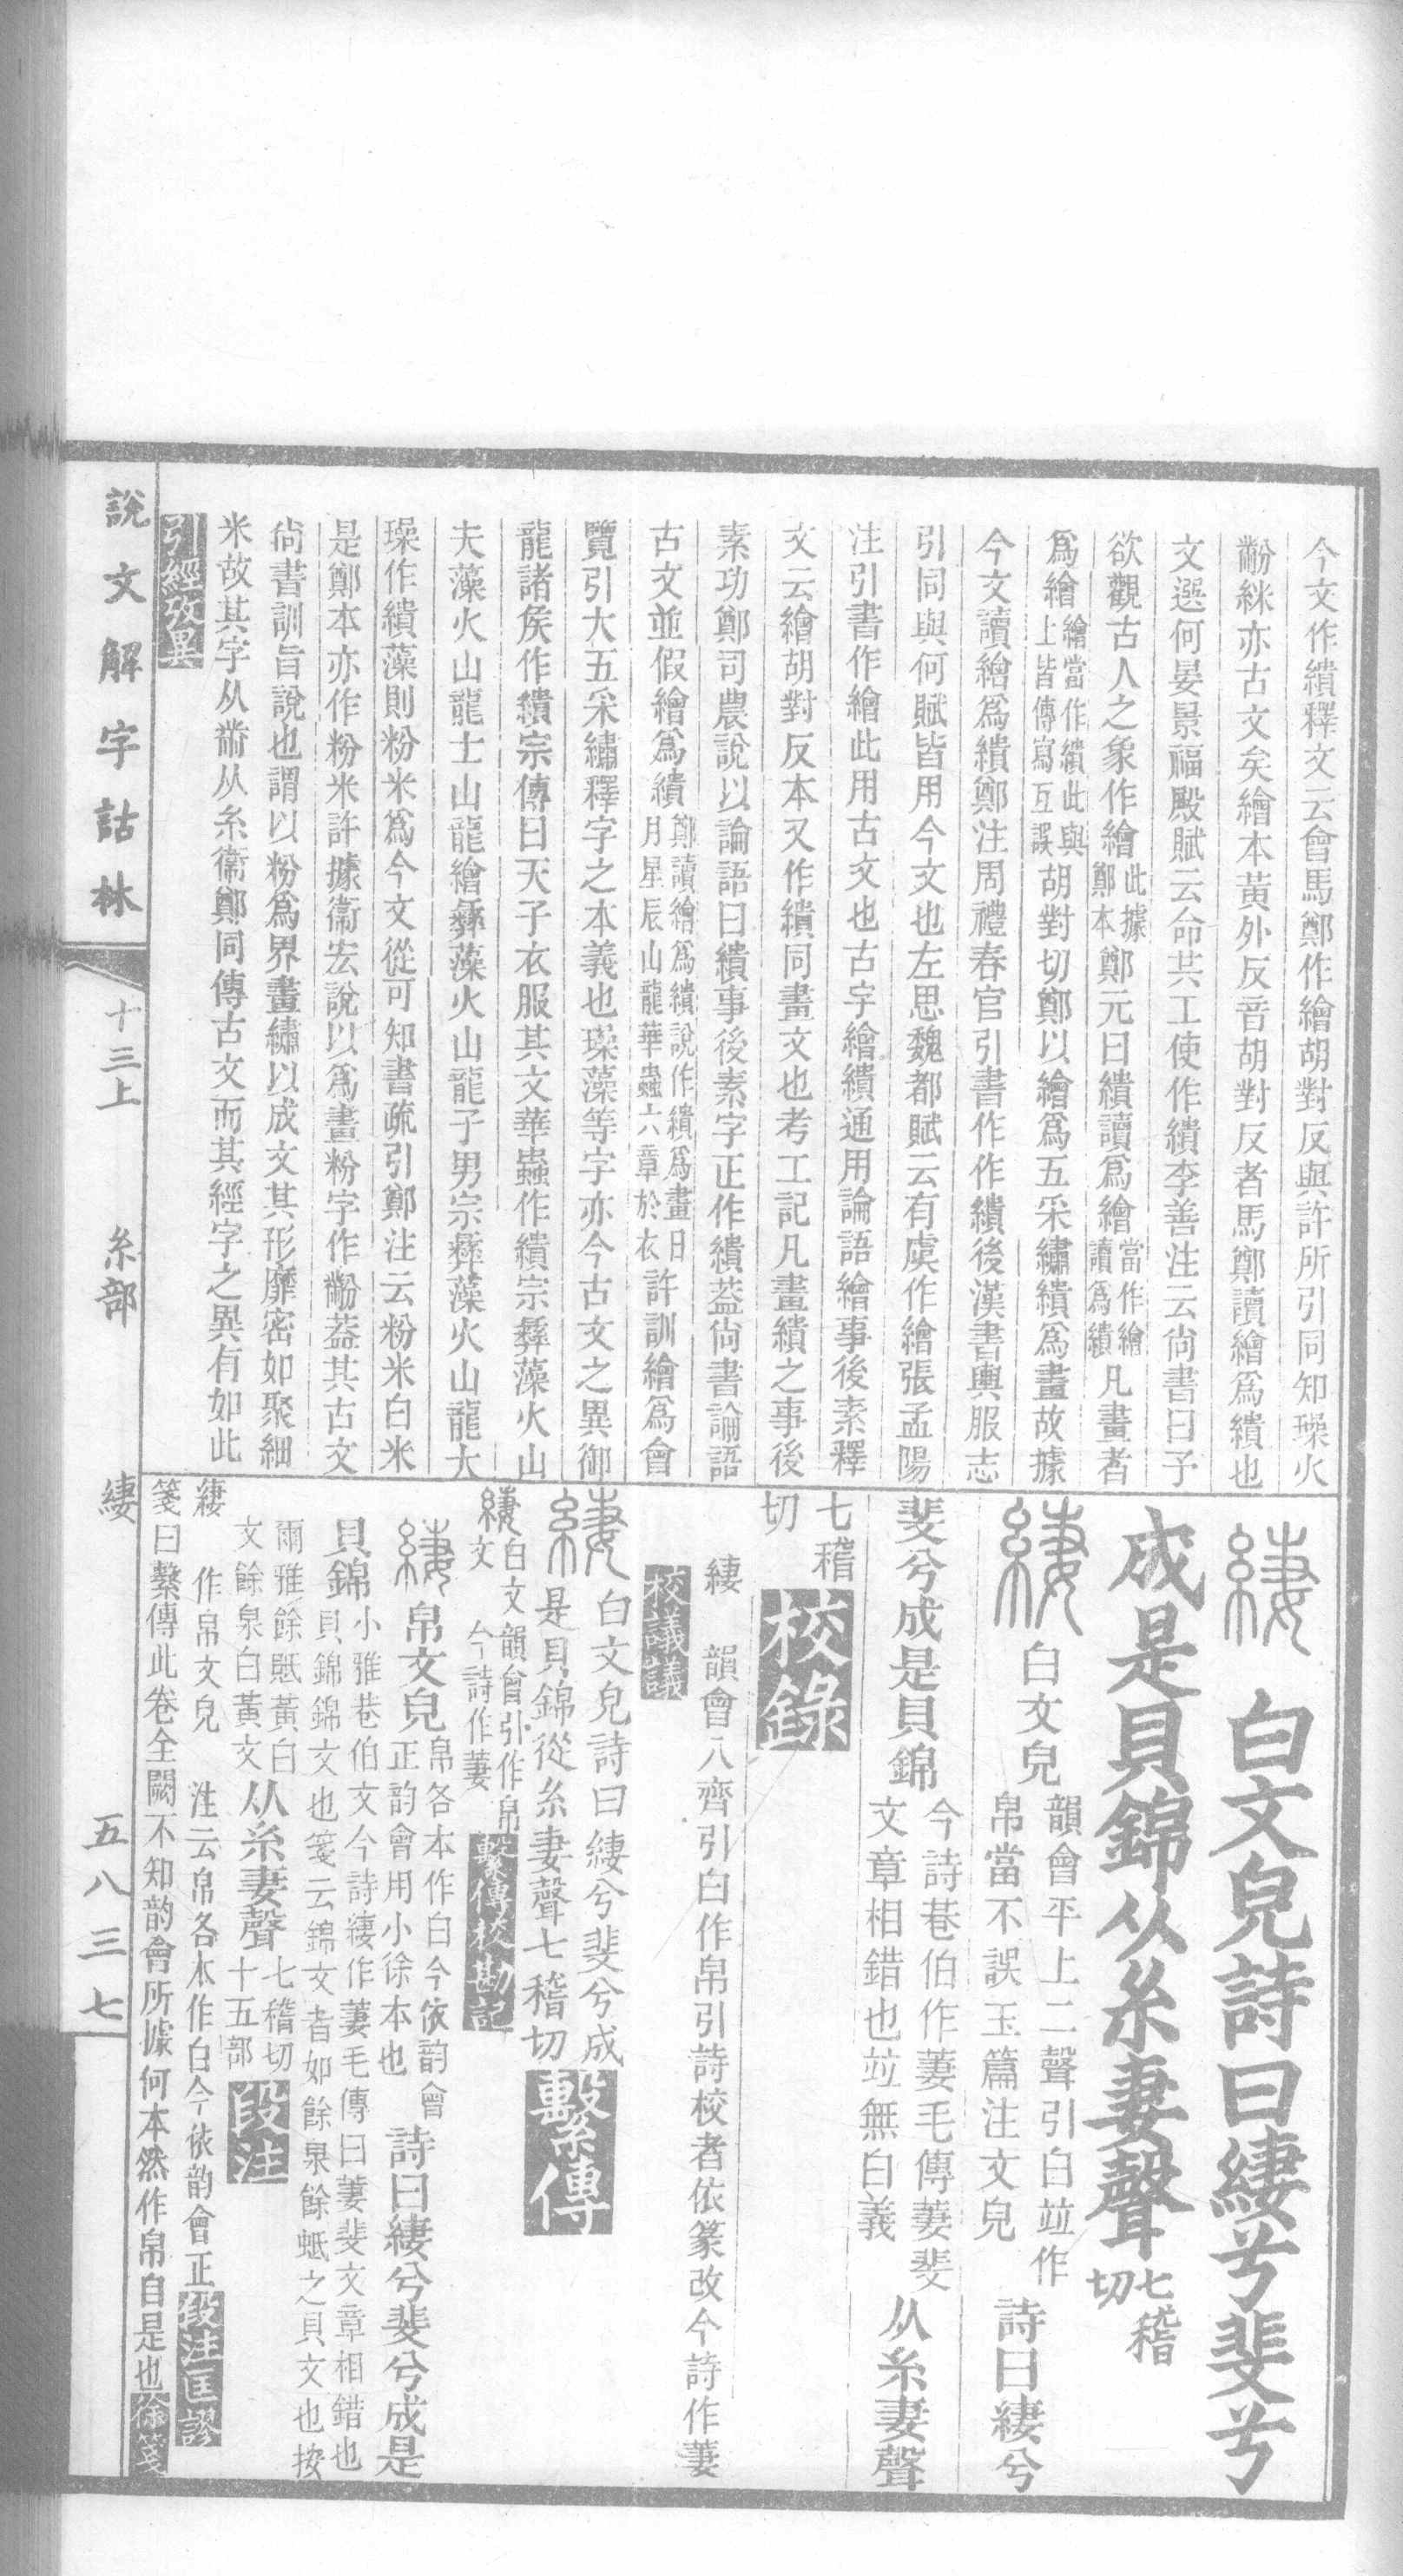 今文作繢釋文云會馬鄭作繪胡對反與許所引同知璪火
黺絲亦古文矣繪本黃外反音胡對反者馬鄭讀繪爲繢也
文選何晏景福殿賦云命共工使作繢李善注云尙書曰予
欲觀古人之象作繪此據鄭本鄭元曰繢讀爲繪當作繪讀爲繢凡畫者
爲繪繪當作繢此與上皆傳寫互誤胡對切鄭以繪爲五采繡繢爲畫故據
今文讀繪爲繢鄭注周禮春官引書作作繢後漢書輿服志
引同與何賦皆用今文也左思魏都賦云有虞作繪張孟陽
注引書作繪此用古文也古字繪繢通用論語繪事後素釋
文云繪胡對反本又作繢同畫文也考工記凡畫繢之事後
素功鄭司農說以論語曰繢事後素字正作繢葢尙書論語
古文並假繪爲繢鄭讀繪爲繢說作繢爲畫日月星辰山龍華蟲六章於衣許訓繪爲會
覽引大五采繡釋字之本義也璪藻等字亦今古文之異御
龍諸侯作繢宗傳曰天子衣服其文華蟲作繢宗彝藻火山
夫藻火山龍士山龍繪彝藻火山龍子男宗彝藻火山龍大
璪作繢藻則粉米爲今文從可知書疏引鄭注云粉米白米
是鄭本亦作粉米許據衞宏說以爲畫粉字作黺葢其古文
尙書訓旨說也謂以粉爲界畫繡以成文其形靡密如聚細
米故其字从黹从糸衞鄭同傳古文而其經字之異有如此
引經攷異
緀 白文皃詩曰緀兮斐兮
成是貝錦从糸妻聲七稽切
緀白文皃韻會平上二聲引白竝作帛當不誤玉篇注文皃詩曰緀兮
斐兮成是貝錦今詩巷伯作萋毛傳萋斐文章相錯也竝無白義从糸妻聲
七稽切校錄
緀 韻會八齊引白作帛引詩校者依篆改今詩作萋
校議議
緀白文皃詩曰緀兮斐兮成
是貝錦從糸妻聲七稽切繫傳
緀白文韻會引作帛文 今詩作萋繫傳校勘記
緀帛文皃帛各本作白今依韵會正韵會用小徐本也詩曰緀兮斐兮成是
貝錦小雅巷伯文今詩緀作萋毛傳曰萋斐文章相錯也貝錦錦文也箋云錦文者如餘泉餘蚳之貝文也按
爾雅餘貾黃白文餘泉白黃文从糸妻聲七稽切十五部段注
緀 作帛文皃 注云帛各本作白今依韵會正段注匡謬
箋曰繫傳此卷全闕不知韵會所據何本然作帛自是也徐箋
說文解字詁林
十三上 糸部 緀 五八三七